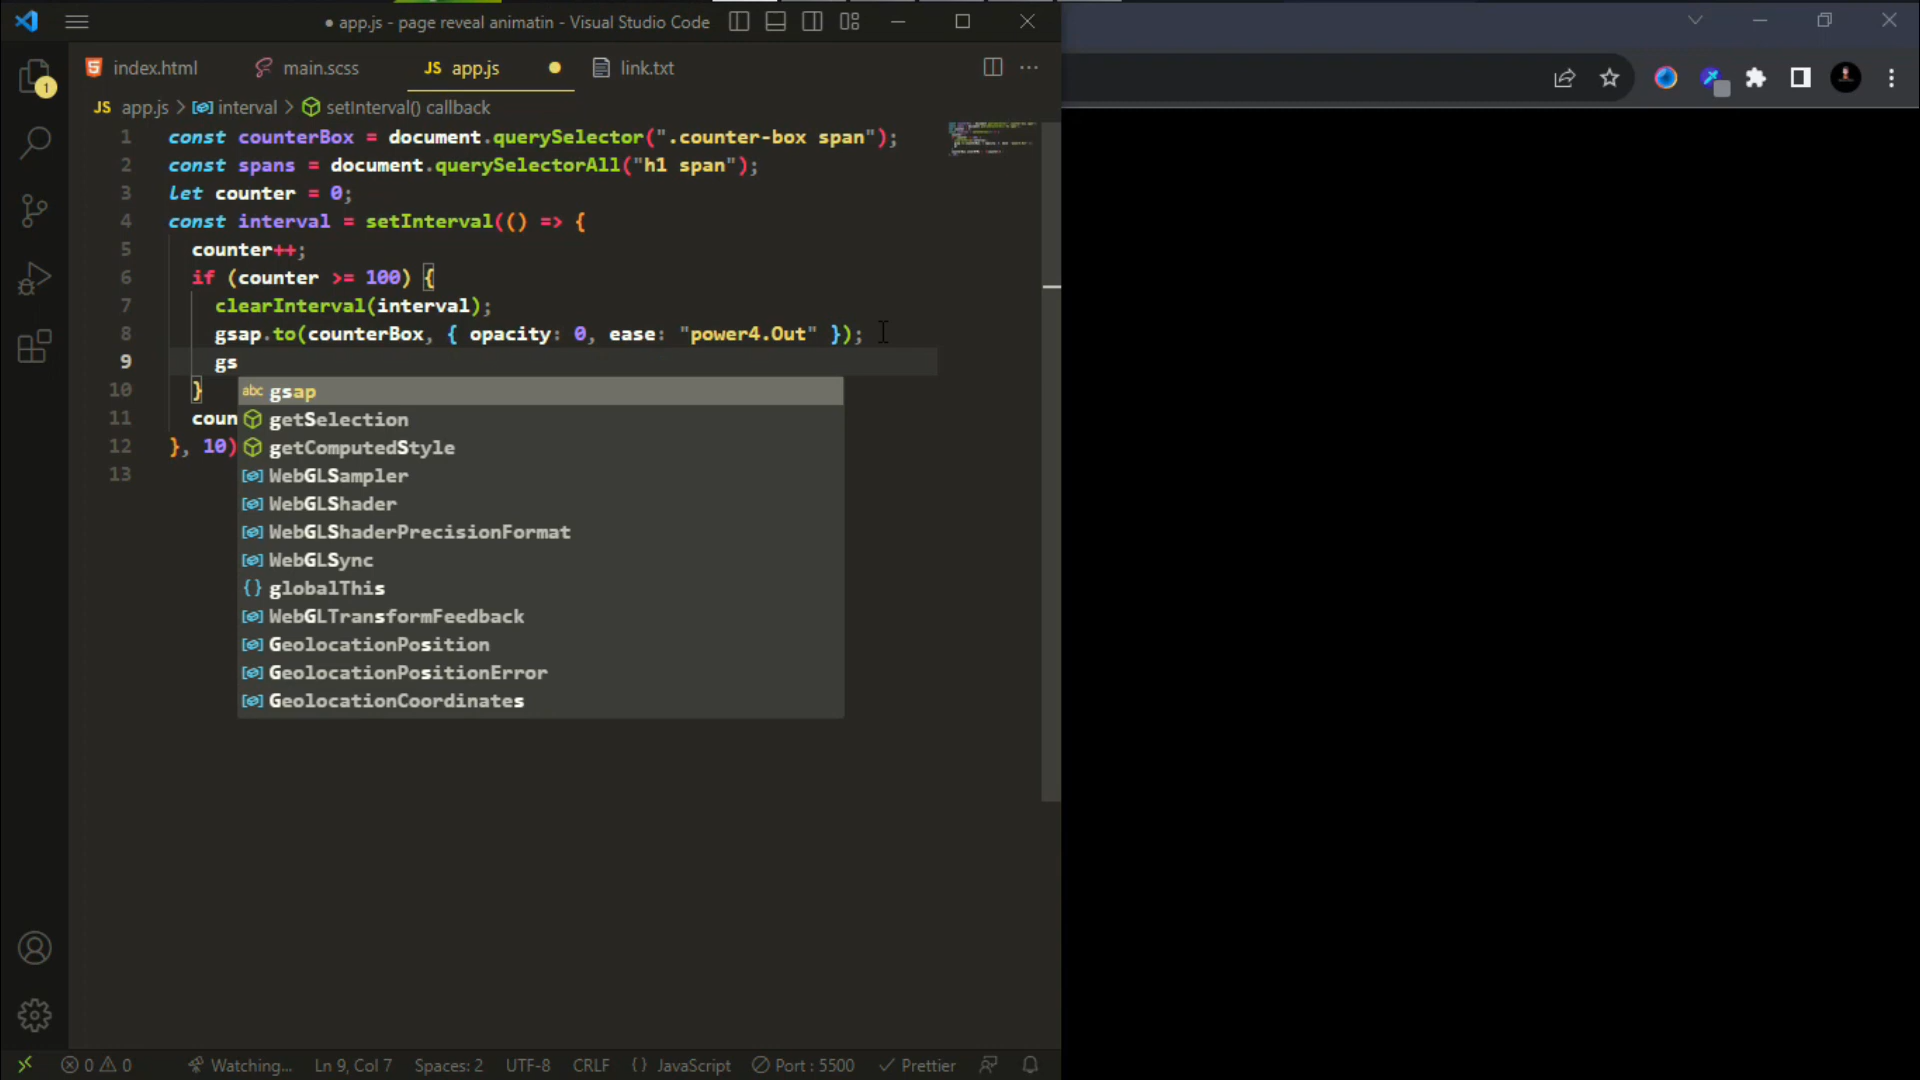 ● app.js - page reveal animatin - Visual Studio Code
index.html
main.scss
JS app.js
link.txt
1
JS app.js > interval > setInterval() callback
1 const counterBox = document.querySelector(".counter-box span");
2 const spans = document.querySelectorAll("h1 span");
3 let counter = 0;
4 const interval = setInterval(() => {
5 counter++;
6 if (counter >= 100) {
7 clearInterval(interval);
8 gsap.to(counterBox, { opacity: 0, ease: "power4.Out" });
9 gs
10 }
11 coun
12 }, 10)
13
abc gsap
getSelection
getComputedStyle
WebGLSampler
WebGLShader
WebGLShaderPrecisionFormat
WebGLSync
{} globalThis
WebGLTransformFeedback
GeolocationPosition
GeolocationPositionError
GeolocationCoordinates
0 0 Watching... Ln 9, Col 7 Spaces: 2 UTF-8 CRLF {} JavaScript Port : 5500 Prettier